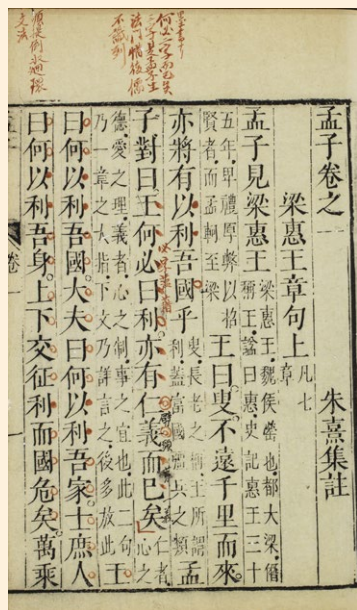 孟子卷之一 朱熹集註
梁惠王章句上 凡七章
孟子見梁惠王 梁惠王魏侯罃也都大梁僭稱王諡曰惠史記惠王三十
五年卑禮厚幣以招賢者而孟軻至梁 王曰叟不遠千里而來
亦將有以利吾國乎 叟長老之稱王所謂利蓋富國彊兵之類 孟
子對曰王何必曰利亦有仁義而已矣 仁者心之
德愛之理義者心之制事之宜也此二句乃一章之大指下文乃詳言之後多放此 王
曰何以利吾國大夫曰何以利吾家士庶人
曰何以利吾身上下交征利而國危矣萬乘